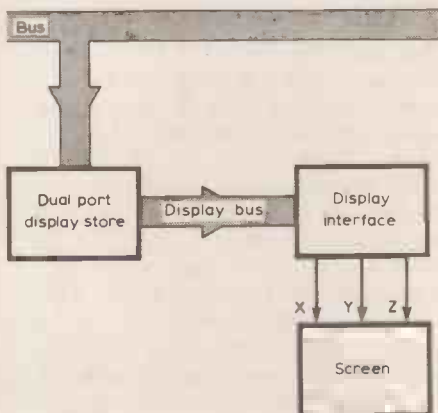 Bus
Dual port
display store
Display bus
Display
interface
X Y Z
Screen